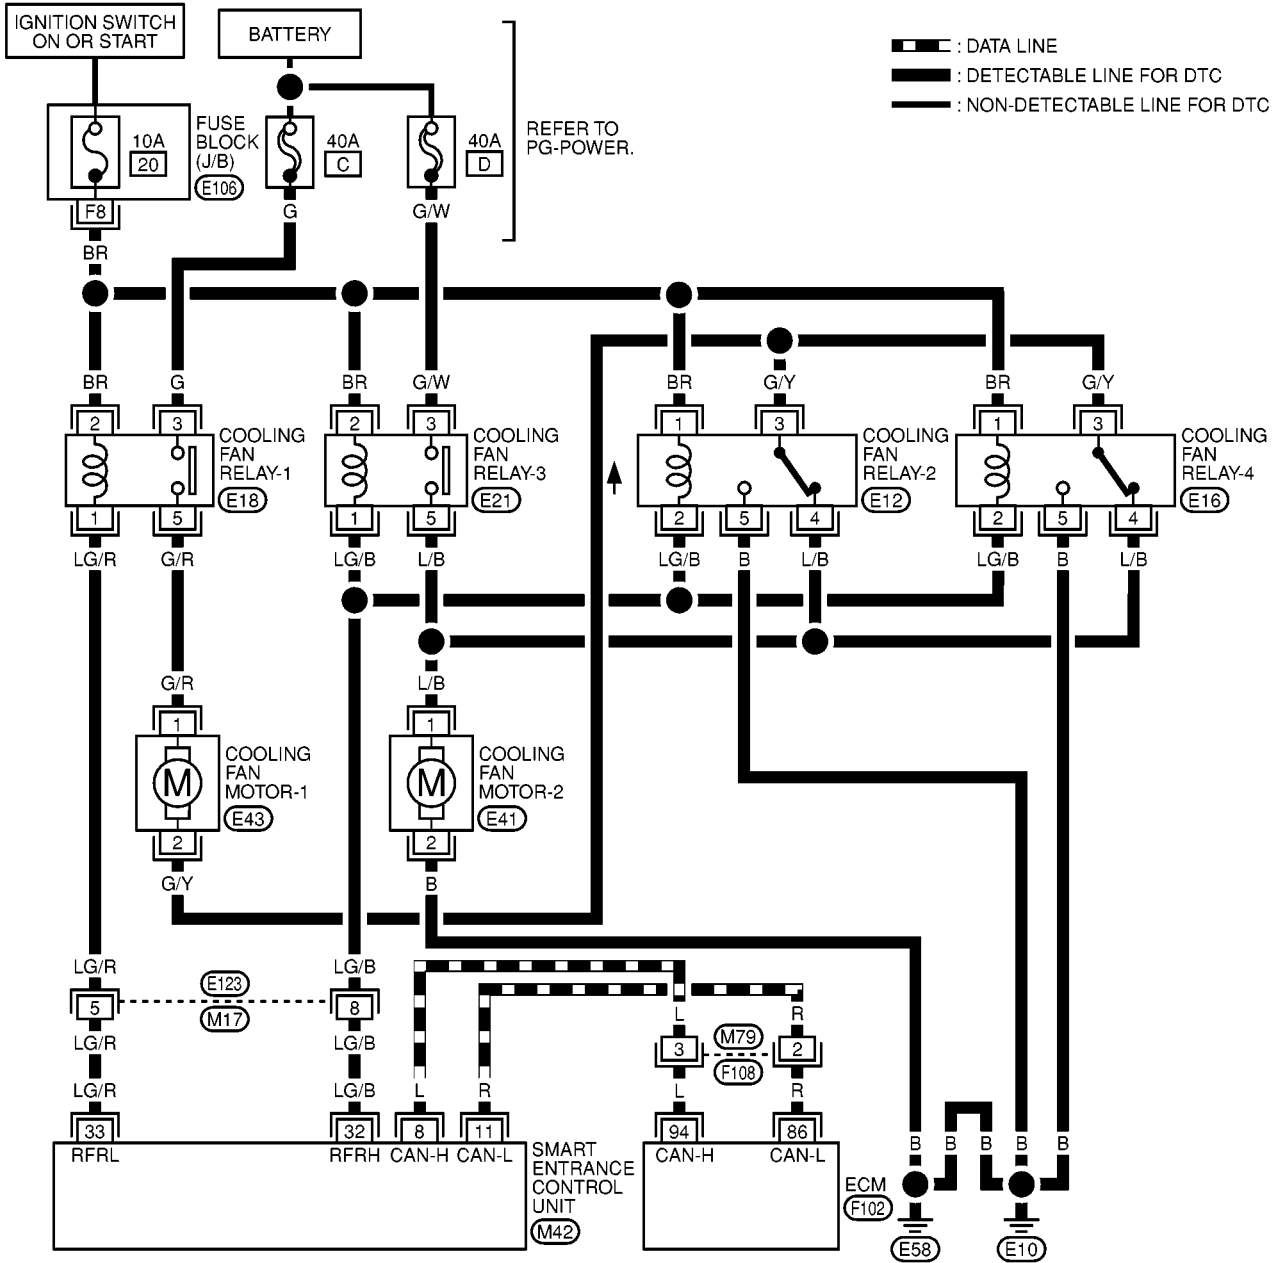 IGNITION SWITCH
ON OR START
BATTERY
: DATA LINE
: DETECTABLE LINE FOR DTC
: NON-DETECTABLE LINE FOR DTC
10A
20
FUSE
BLOCK
(J/B)
E106
40A
C
40A
D
REFER TO
PG-POWER.
F8
G
G/W
BR
BR
G
BR
G/W
BR
G/Y
BR
G/Y
2
3
2
3
1
3
1
3
COOLING
FAN
RELAY-1
E18
COOLING
FAN
RELAY-3
E21
COOLING
FAN
RELAY-2
E12
COOLING
FAN
RELAY-4
E16
1
5
1
5
2
5
4
2
5
4
LG/R
G/R
LG/B
L/B
LG/B
B
L/B
LG/B
B
L/B
G/R
L/B
1
1
M
COOLING
FAN
MOTOR-1
E43
M
COOLING
FAN
MOTOR-2
E41
2
2
G/Y
B
LG/R
LG/B
5
E123
M17
8
LG/R
LG/B
L
R
3
M79
F108
2
LG/R
LG/B
L
R
L
R
33
32
8
11
94
86
RFRL
RFRH
CAN-H
CAN-L
CAN-H
CAN-L
SMART
ENTRANCE
CONTROL
UNIT
M42
ECM
F102
B
B
B
B
B
E58
E10